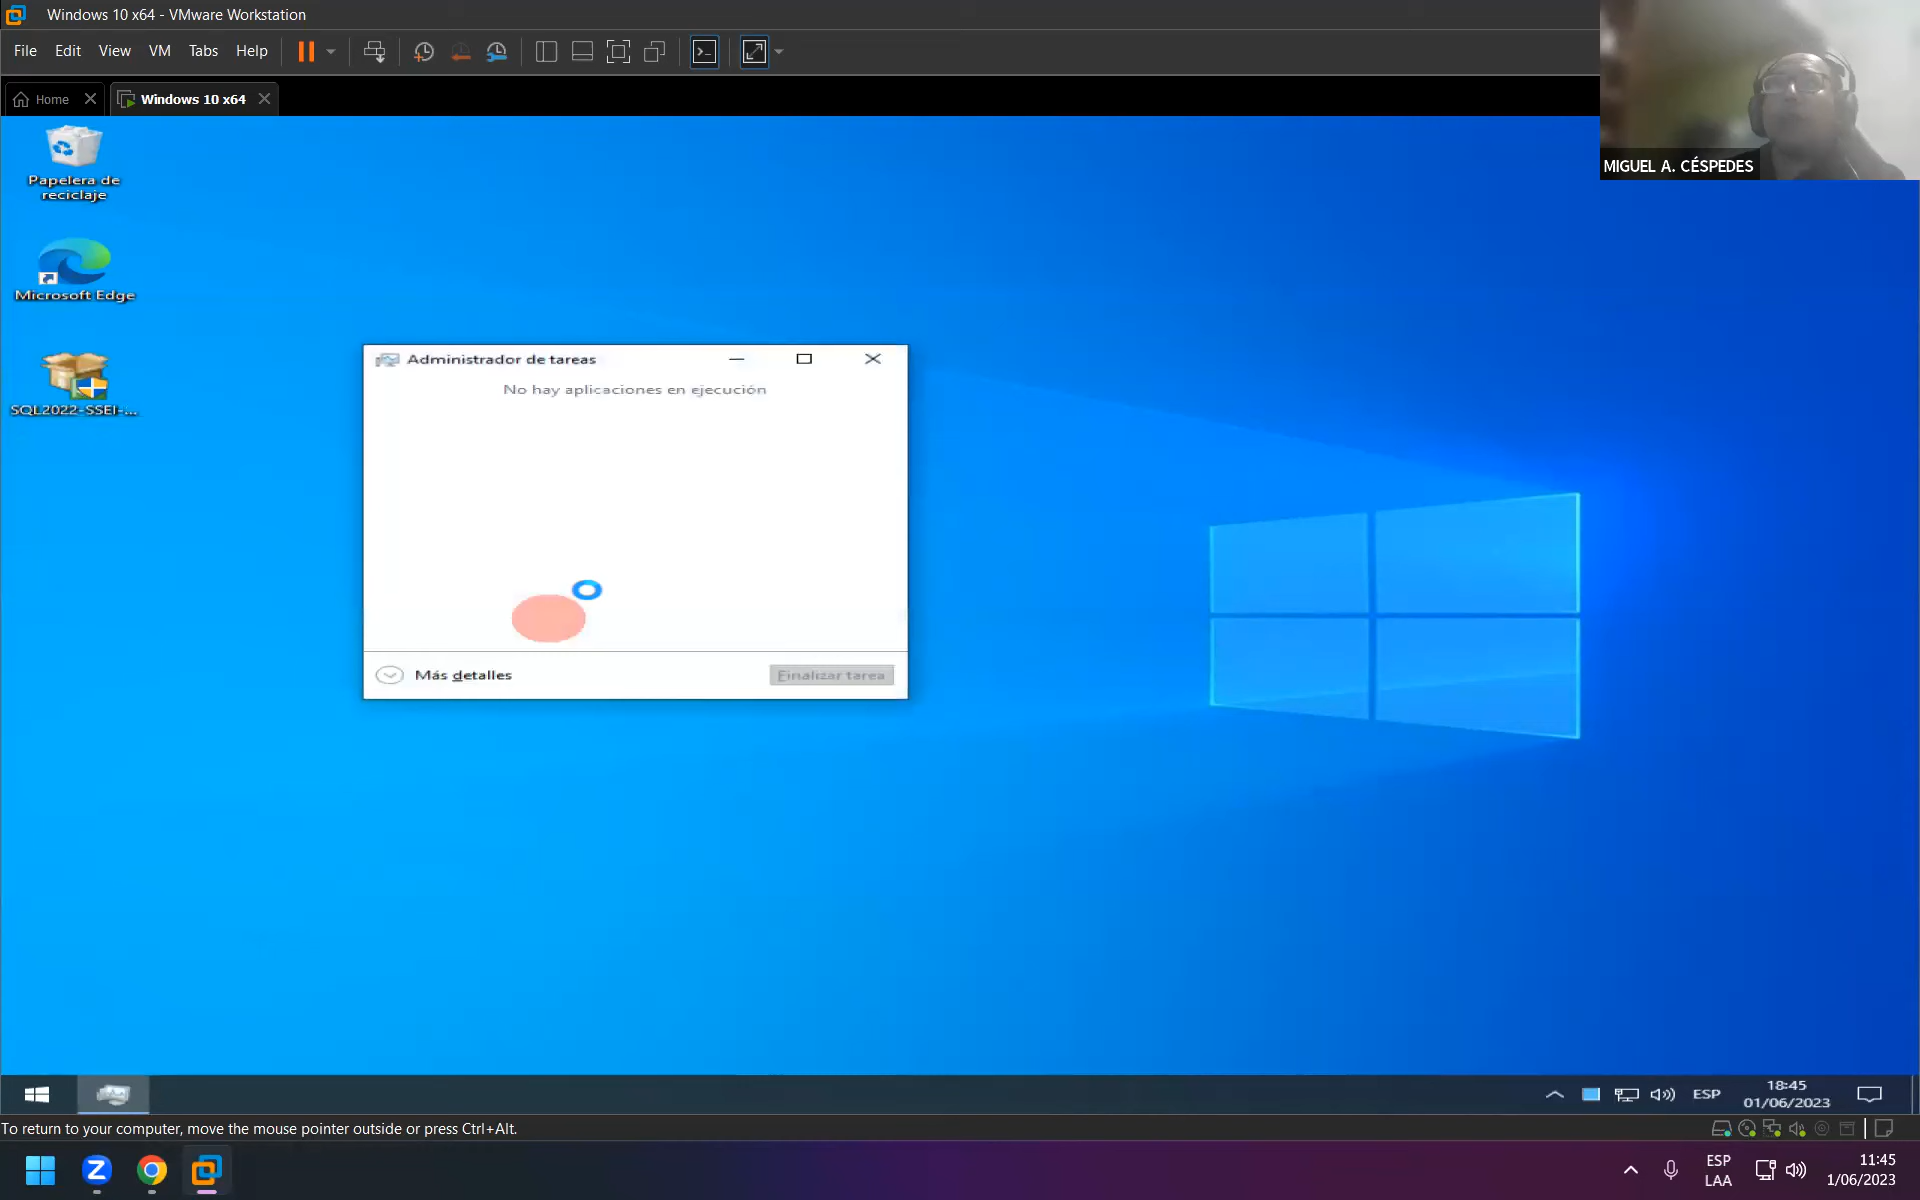 Windows 10 x64 - VMware Workstation
File Edit View VM Tabs Help
Home
Windows 10 x64
MIGUEL A. CÉSPEDES
Papelera de
reciclaje
Microsoft Edge
SQL2022-SSEI-...
Administrador de tareas
No hay aplicaciones en ejecución
Más detalles
Finalizar tarea
ESP
18:45
01/06/2023
To return to your computer, move the mouse pointer outside or press Ctrl+Alt.
ESP
LAA
11:45
1/06/2023